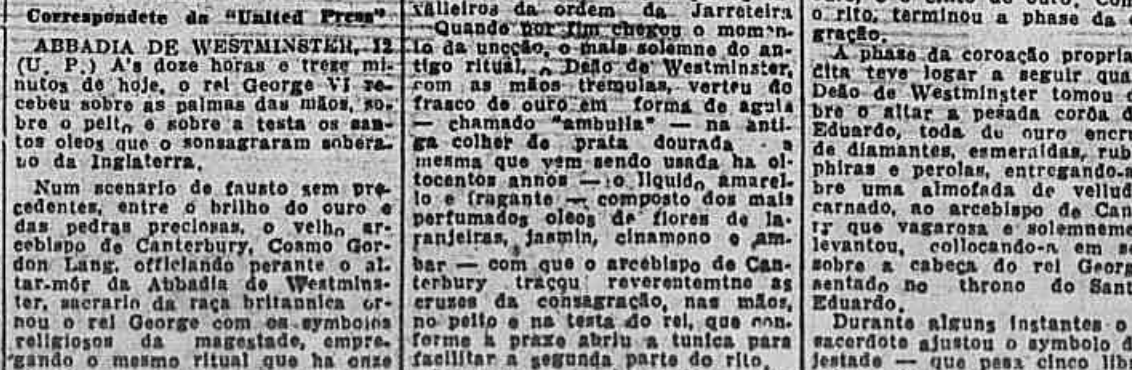 Correspondete da "United Press"
ABBADIA DE WESTMINSTER, 12
(U. P.) A's doze horas e treze mi-
nutos de hoje, o rei George VI re-
cebeu sobre as palmas das mãos, so-
bre o peito e sobre a testa os san-
tos oleos que o sonsagraram sobera-
no da Inglaterra.
Num scenario de fausto sem pre-
cedentes, entre o brilho do ouro e
das pedras preciosas, o velho ar-
cebispo de Canterbury, Cosmo Gor-
don Lang, officiando perante o al-
tar-mór da Abbadia de Westmins-
ter, sacrario da raça britannica or-
nou o rei George com os symbolos
religiosos da magestade, empre-
gando o mesmo ritual que ha onze
valleiros da ordem da Jarreteira
Quando por fim chegou o momen-
to da uncção, o mais solemne do an-
tigo ritual, o Deão de Westminster,
com as mãos tremulas, verteu do
frasco de ouro em forma de aguia
— chamado "ambulla" — na anti-
ga colher de prata dourada - a
mesma que vem sendo usada ha oi-
tocentos annos — o liquido amarel-
lo e fragante — composto dos mais
perfumados oleos de flores de la-
ranjeiras, jasmin, cinamono e am-
bar — com que o arcebispo de Can-
terbury traçou reverentemtne as
cruzes da consagração, nas mãos,
no peito e na testa do rei, que con-
forme a praxe abriu a tunica para
facilitar a segunda parte do rito.
o rito, terminou a phase da
gração.
A phase da coroação propria
dita teve logar a seguir qua
Deão de Westminster tomou
bre o altar a pesada corôa d
Eduardo, toda de ouro encru
de diamantes, esmeraldas, rub
phiras e perolas, entregando-a
bre uma almofada de vellud
carnado, ao arcebispo de Can
ry que vagarosa e solemneme
levantou, collocando-a em se
sobre a cabeça do rei Georg
sentado no throno do Sant
Eduardo.
Durante alguns instantes o
sacerdote ajustou o symbolo d
jestade — que pesa cinco libr